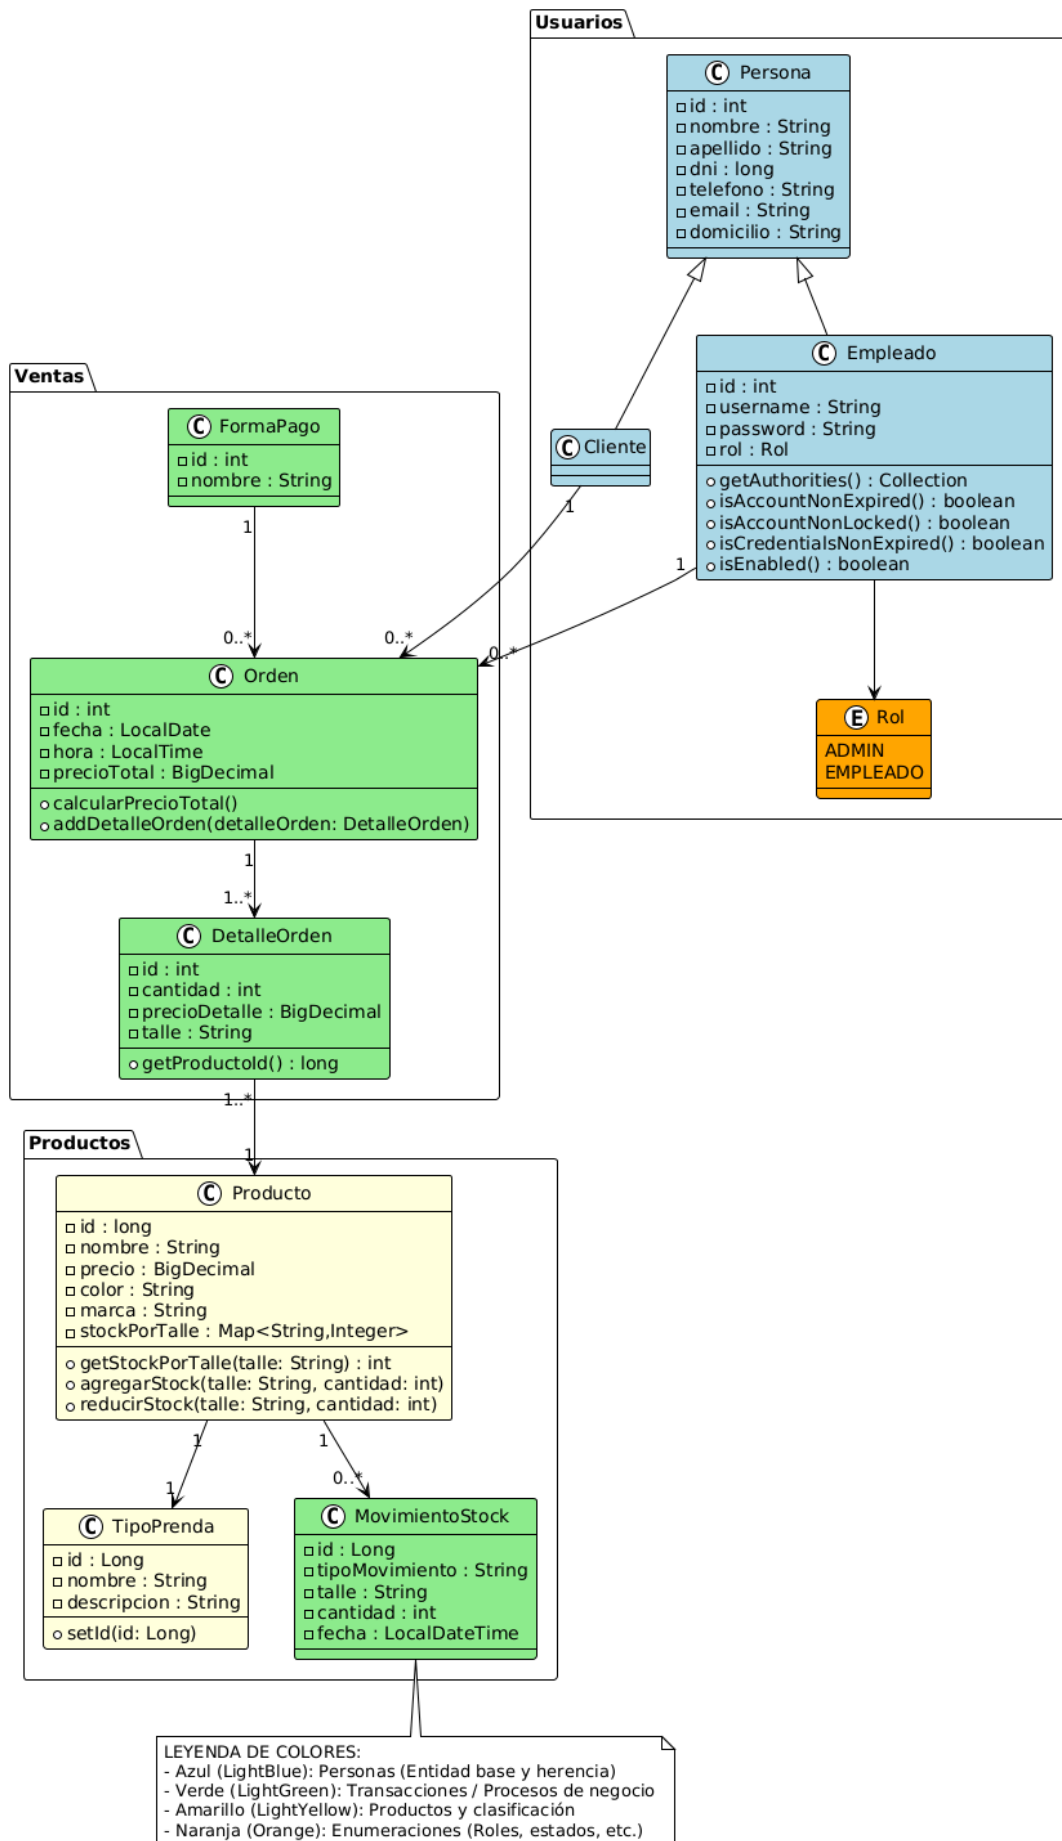 Usuarios
C Persona
id : int
nombre : String
apellido : String
dni : long
telefono : String
email : String
domicilio : String
C Empleado
id : int
username : String
password : String
rol : Rol
getAuthorities() : Collection
isAccountNonExpired() : boolean
isAccountNonLocked() : boolean
isCredentialsNonExpired() : boolean
isEnabled() : boolean
C Cliente
E Rol
ADMIN
EMPLEADO
Ventas
C FormaPago
id : int
nombre : String
1
0..*
1
0..*
1
0..*
C Orden
id : int
fecha : LocalDate
hora : LocalTime
precioTotal : BigDecimal
calcularPrecioTotal()
addDetalleOrden(detalleOrden: DetalleOrden)
1
1..*
C DetalleOrden
id : int
cantidad : int
precioDetalle : BigDecimal
talle : String
getProductoId() : long
1..*
1
Productos
C Producto
id : long
nombre : String
precio : BigDecimal
color : String
marca : String
stockPorTalle : Map<String,Integer>
getStockPorTalle(talle: String) : int
agregarStock(talle: String, cantidad: int)
reducirStock(talle: String, cantidad: int)
1
1
1
0..*
C TipoPrenda
id : Long
nombre : String
descripcion : String
setId(id: Long)
C MovimientoStock
id : Long
tipoMovimiento : String
talle : String
cantidad : int
fecha : LocalDateTime
LEYENDA DE COLORES:
- Azul (LightBlue): Personas (Entidad base y herencia)
- Verde (LightGreen): Transacciones / Procesos de negocio
- Amarillo (LightYellow): Productos y clasificación
- Naranja (Orange): Enumeraciones (Roles, estados, etc.)